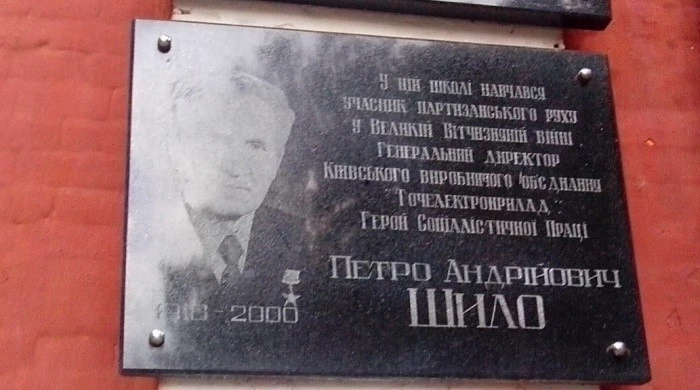 У цій школі навчався
учасник партизанського руху
у Великій Вітчизняній війні
Генеральний директор
Київського виробничого об'єднання
"Точелектроприлад"
Герой Соціалістичної Праці
Петро Андрійович
Шило
1918-2000